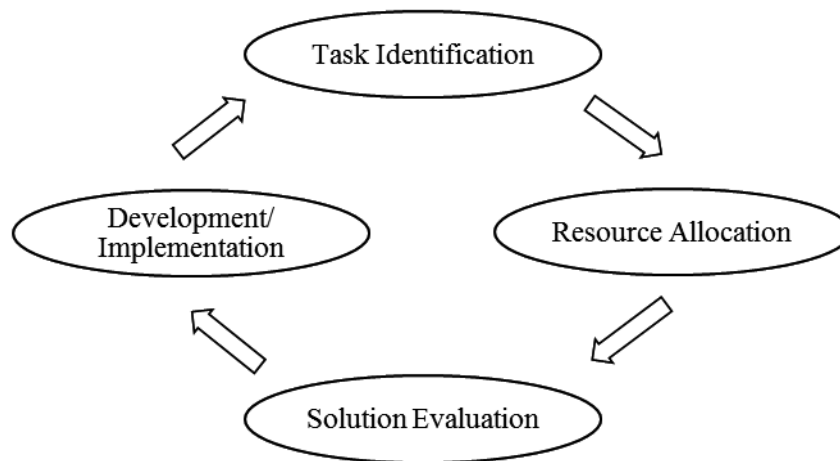 Task Identification
Development/
Implementation
Resource Allocation
Solution Evaluation